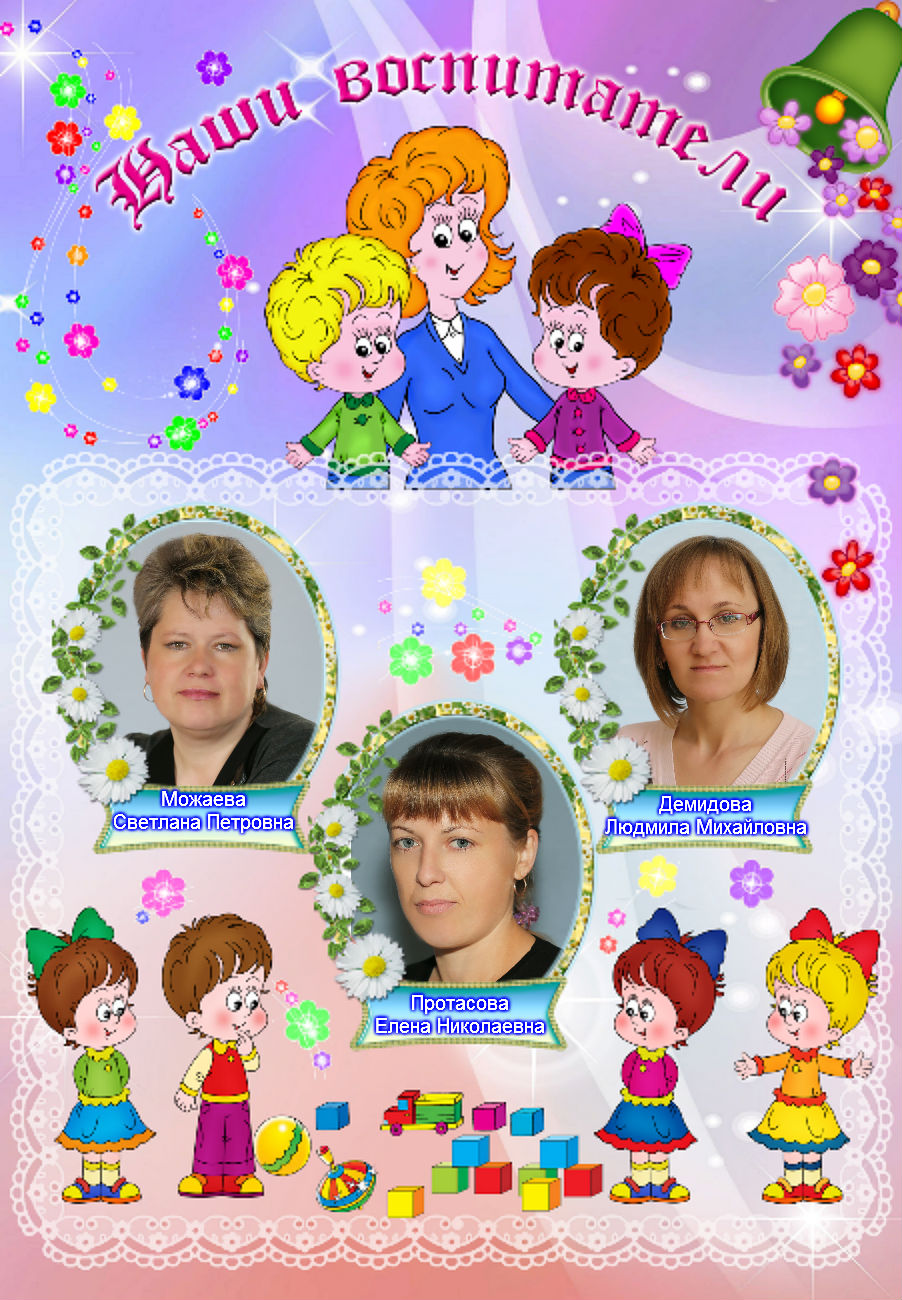 Наши воспитатели
Можаева
Светлана Петровна
Демидова
Людмила Михайловна
Протасова
Елена Николаевна